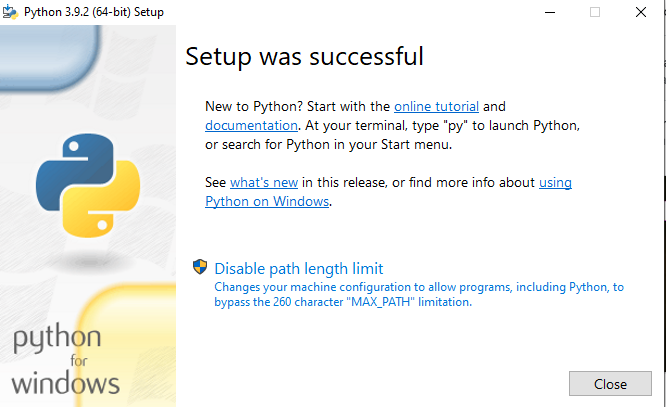 Python 3.9.2 (64-bit) Setup
Setup was successful
New to Python? Start with the online tutorial and
documentation. At your terminal, type "py" to launch Python,
or search for Python in your Start menu.
See what's new in this release, or find more info about using
Python on Windows.
Disable path length limit
Changes your machine configuration to allow programs, including Python, to
bypass the 260 character "MAX_PATH" limitation.
python
for
windows
Close